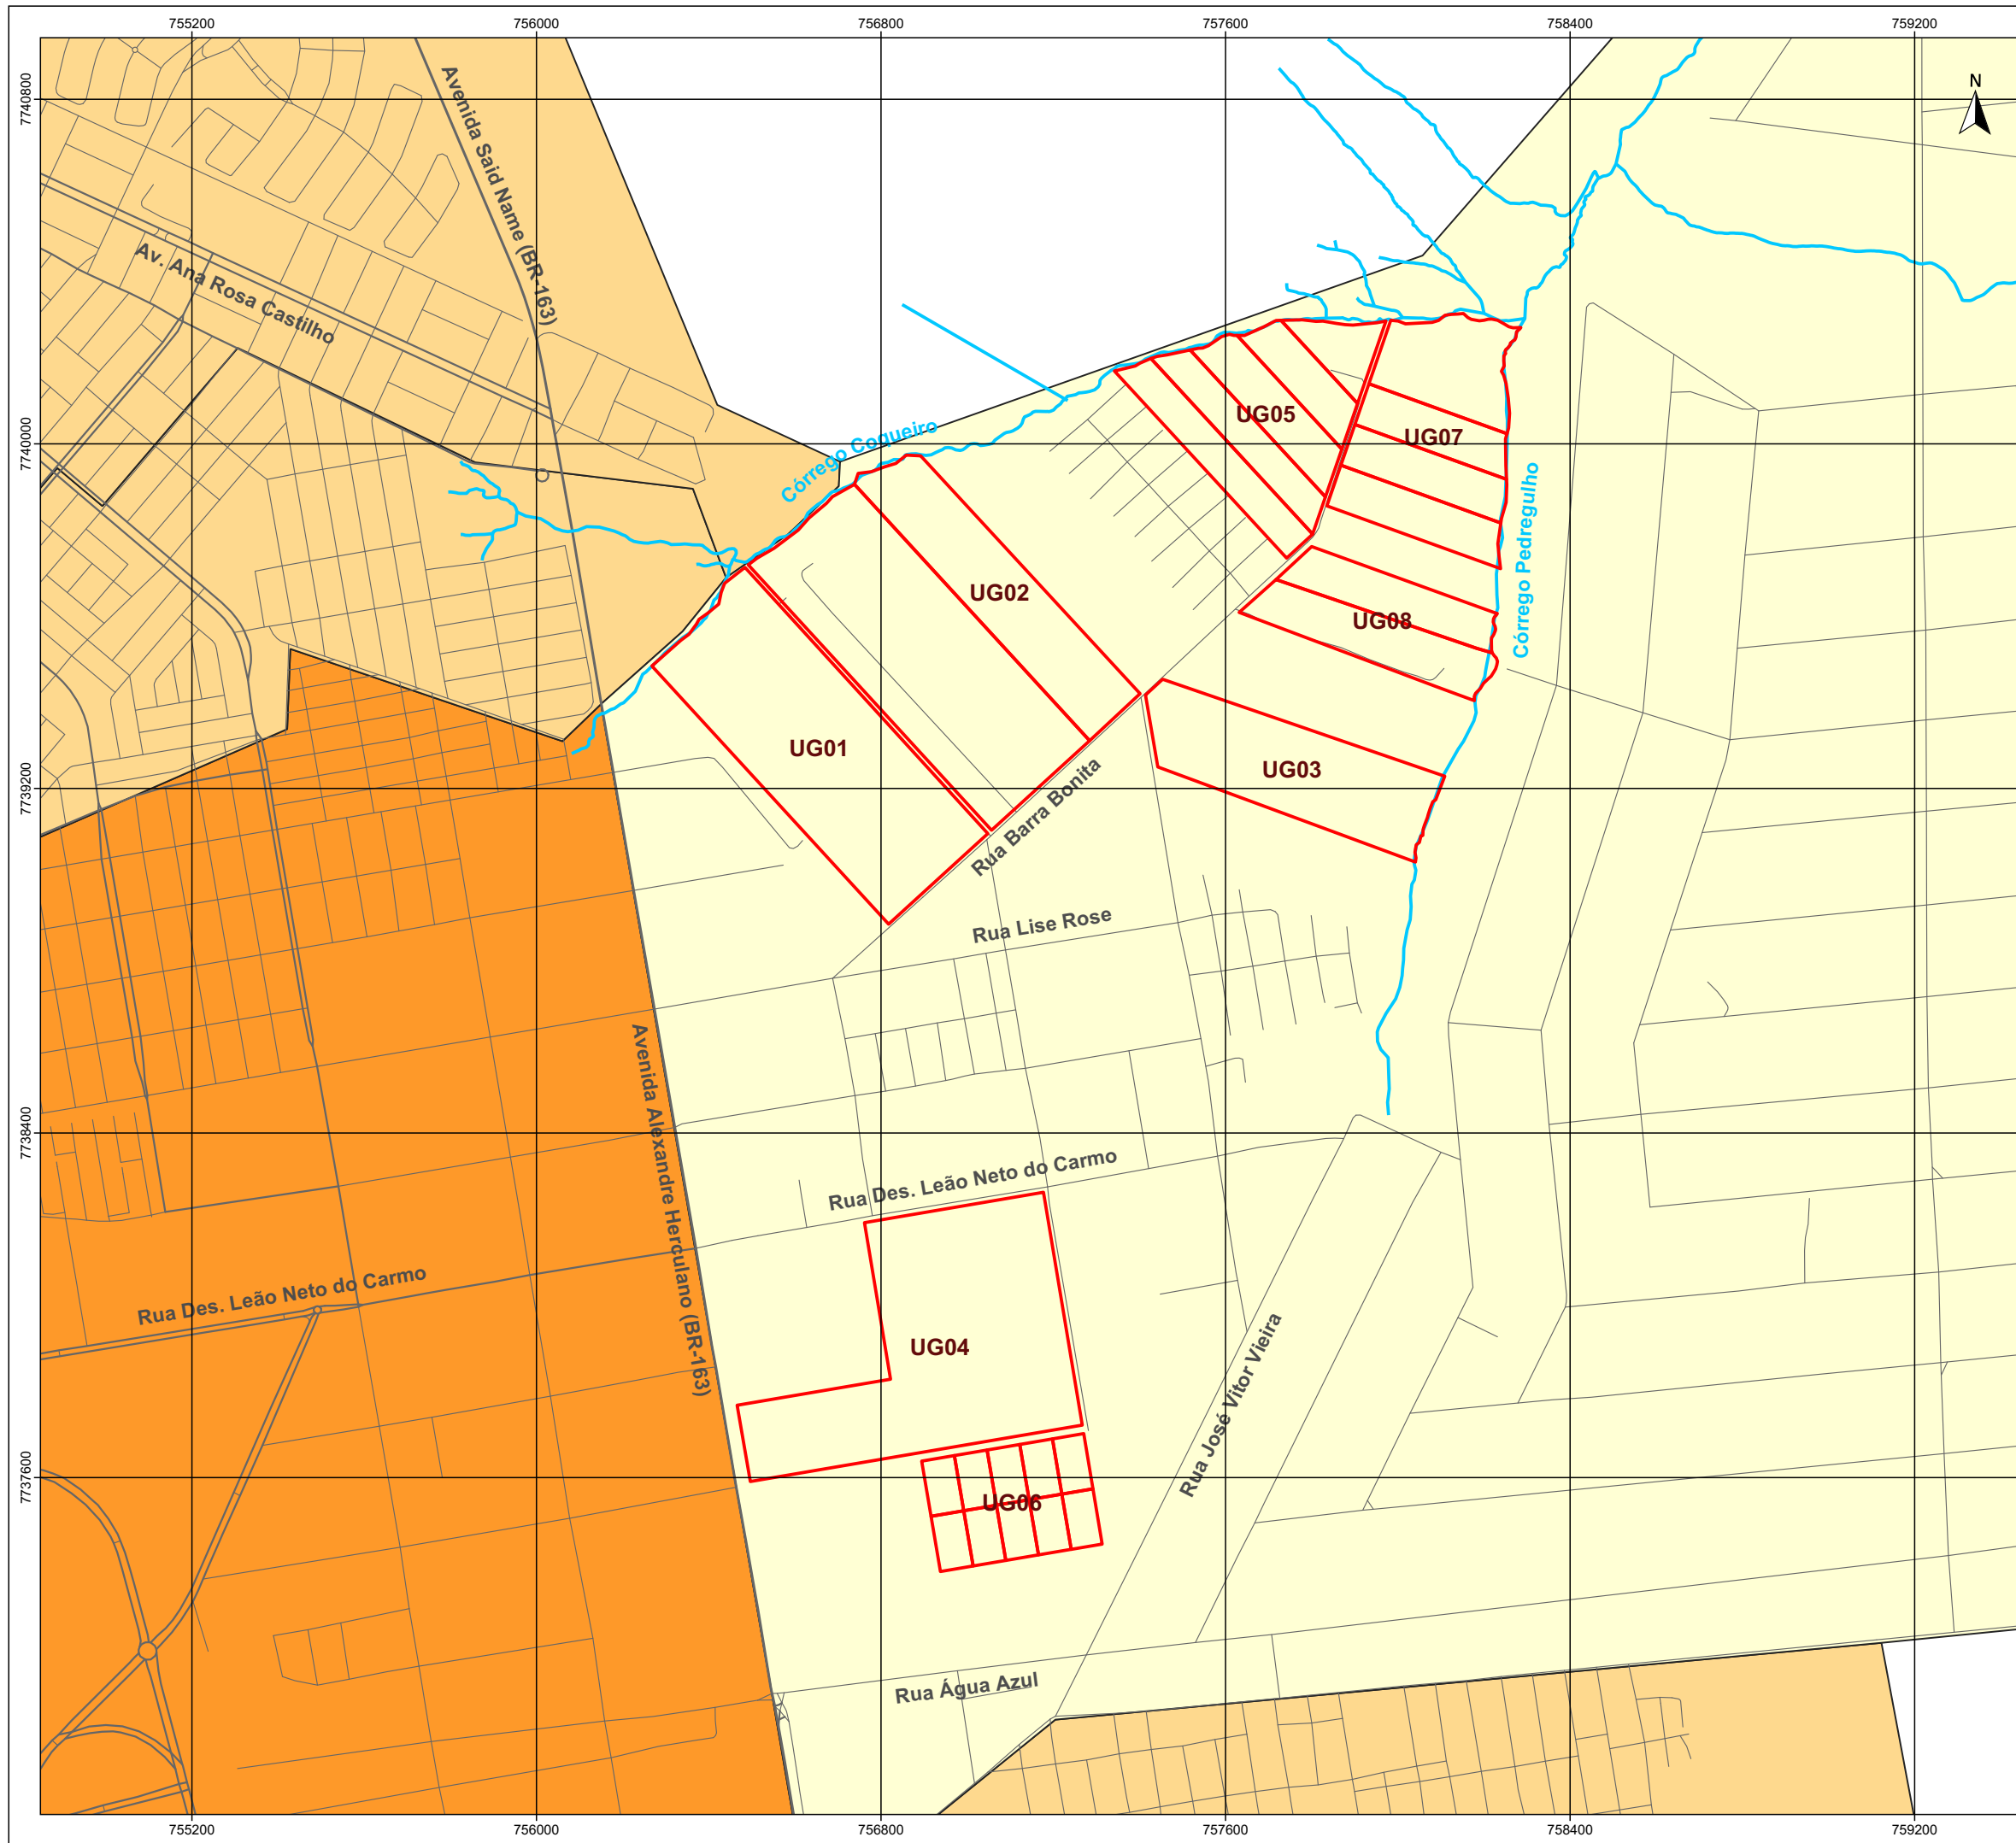 755200 756000 756800 757600 758400 759200
N
7740800
Avenida Said Name (BR-163)
Av. Ana Rosa Castilho
7740000
Córrego Coqueiro
UG05
UG07
Córrego Pedregulho
UG02
UG08
UG01
UG03
7739200
Rua Barra Bonita
Rua Lise Rose
Avenida Alexandre Herculano (BR-163)
7738400
Rua Des. Leão Neto do Carmo
Rua Des. Leão Neto do Carmo
UG04
Rua José Vitor Vieira
7737600
UG06
Rua Água Azul
755200 756000 756800 757600 758400 759200